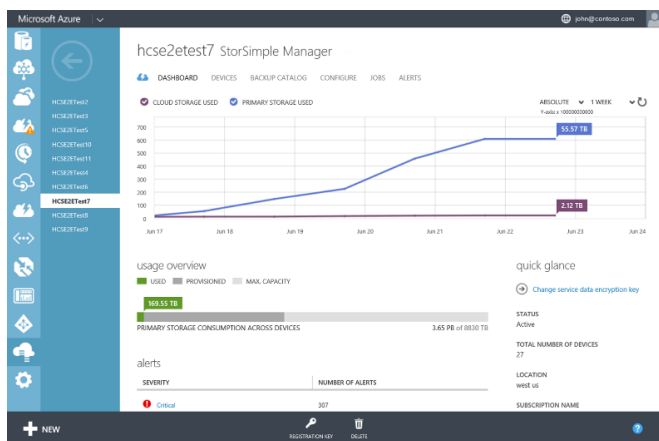 Microsoft Azure
john@contoso.com
HCSE2ETest2
HCSE2ETest3
HCSE2ETest5
HCSE2ETest10
HCSE2ETest11
HCSE2ETest4
HCSE2ETest6
HCSE2ETest7
HCSE2ETest8
HCSE2ETest9
hcse2etest7 StorSimple Manager
DASHBOARD DEVICES BACKUP CATALOG CONFIGURE JOBS ALERTS
CLOUD STORAGE USED PRIMARY STORAGE USED ABSOLUTE 1 WEEK
Y-axis x 100000000000
700
600
500
400
300
200
100
0
55.57 TB
2.12 TB
Jun 17 Jun 18 Jun 19 Jun 20 Jun 21 Jun 22 Jun 23 Jun 24
usage overview
USED PROVISIONED MAX. CAPACITY
169.55 TB
PRIMARY STORAGE CONSUMPTION ACROSS DEVICES 3.65 PB of 8830 TB
alerts
SEVERITY NUMBER OF ALERTS
Critical 307
quick glance
Change service data encryption key
STATUS
Active
TOTAL NUMBER OF DEVICES
27
LOCATION
west us
SUBSCRIPTION NAME
NEW
REGISTRATION KEY DELETE